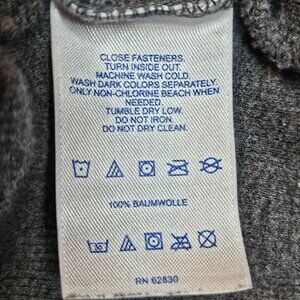 CLOSE FASTENERS.
TURN INSIDE OUT.
MACHINE WASH COLD.
WASH DARK COLORS SEPARATELY.
ONLY NON-CHLORINE BEACH WHEN
NEEDED.
TUMBLE DRY LOW.
DO NOT IRON.
DO NOT DRY CLEAN.
100% BAUMWOLLE
30
RN 62830